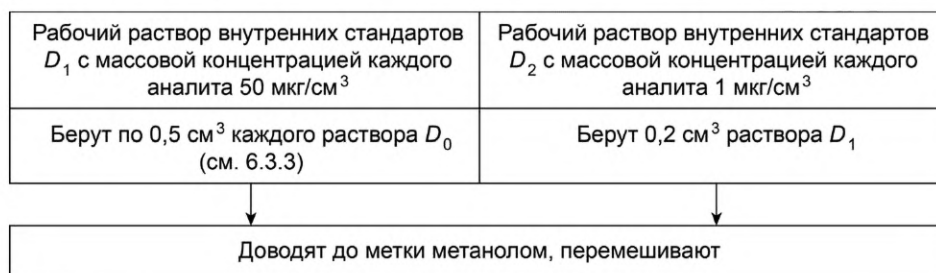 Рабочий раствор внутренних стандартов
D₁ с массовой концентрацией каждого
аналита 50 мкг/см³
Рабочий раствор внутренних стандартов
D₂ с массовой концентрацией каждого
аналита 1 мкг/см³
Берут по 0,5 см³ каждого раствора D₀
(см. 6.3.3)
Берут 0,2 см³ раствора D₁
Доводят до метки метанолом, перемешивают